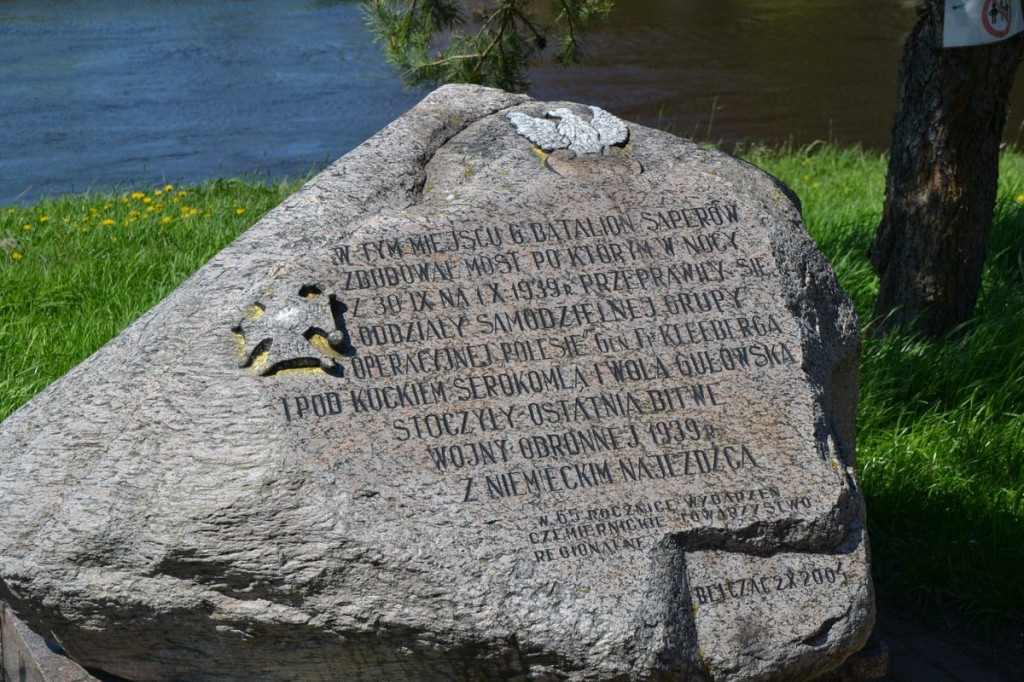 W TYM MIEJSCU 6. BATALION SAPERÓW
ZBUDOWAŁ MOST PO KTÓRYM W NOCY
Z 30 IX NA 1 X 1939 R. PRZEPRAWIŁY SIĘ
ODDZIAŁY SAMODZIELNEJ GRUPY
OPERACYJNEJ „POLESIE" GEN. FR. KLEEBERGA
I POD KOCKIEM-SEROKOMLĄ I WOLĄ GUŁOWSKĄ
STOCZYŁY OSTATNIĄ BITWĘ
WOJNY OBRONNEJ 1939 R.
Z NIEMIECKIM NAJEŹDŹCĄ
W 65 ROCZNICĘ WYDARZEŃ
CZEMIERNICKIE TOWARZYSTWO
REGIONALNE
BEŁCZĄC 2 X 2004